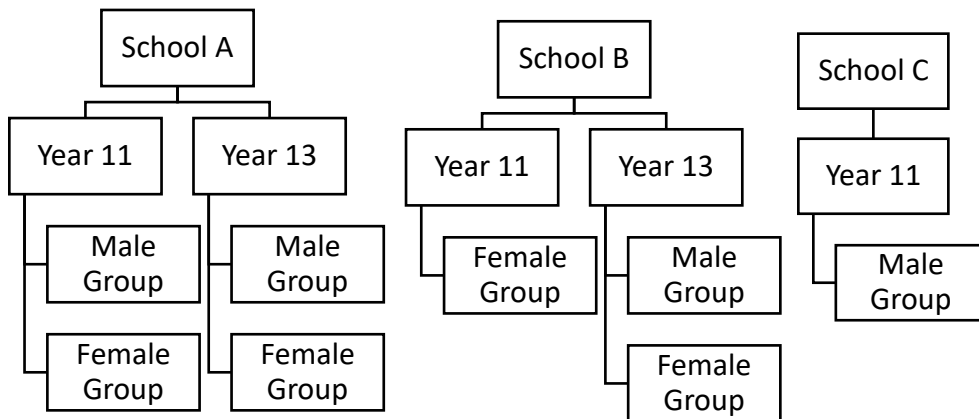 School A
Year 11
Year 13
Male
Group
Female
Group
Male
Group
Female
Group
School B
Year 11
Year 13
Female
Group
Male
Group
Female
Group
School C
Year 11
Male
Group